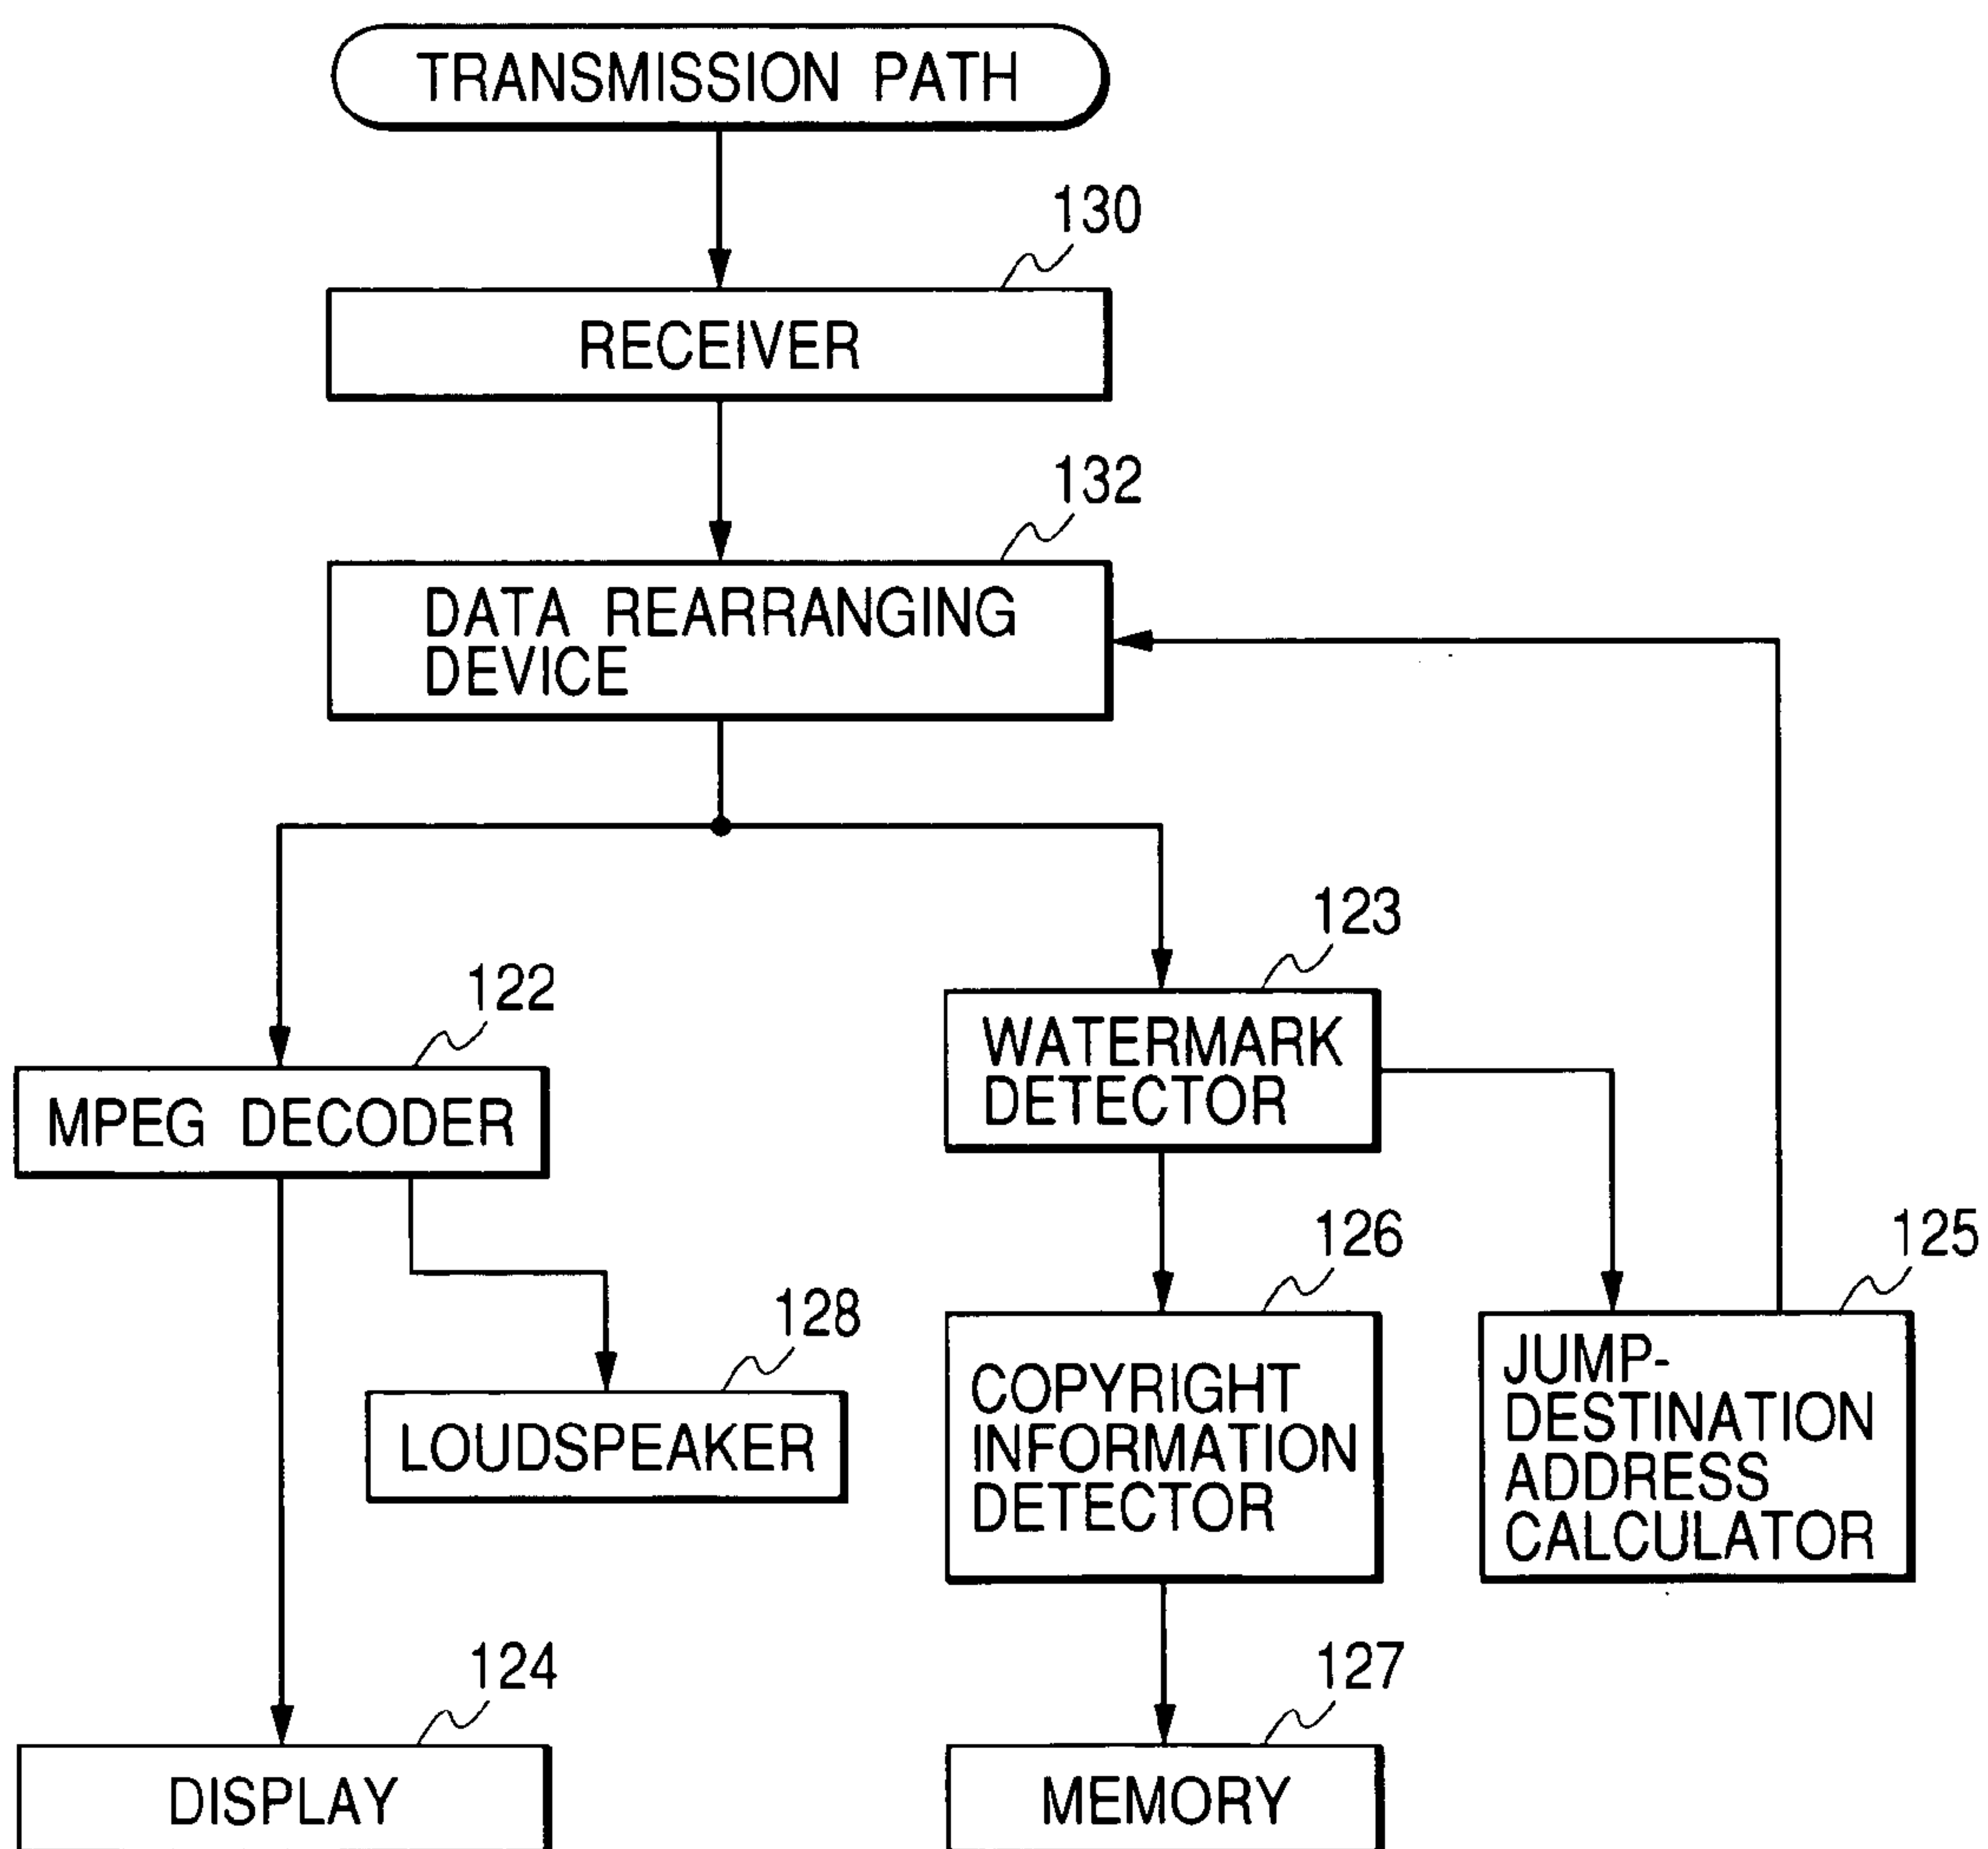 TRANSMISSION PATH
130
RECEIVER
132
DATA REARRANGING
DEVICE
123
122
WATERMARK
DETECTOR
MPEG DECODER
126
125
128
JUMP-
DESTINATION
ADDRESS
CALCULATOR
COPYRIGHT
INFORMATION
DETECTOR
LOUDSPEAKER
124
127
DISPLAY
MEMORY